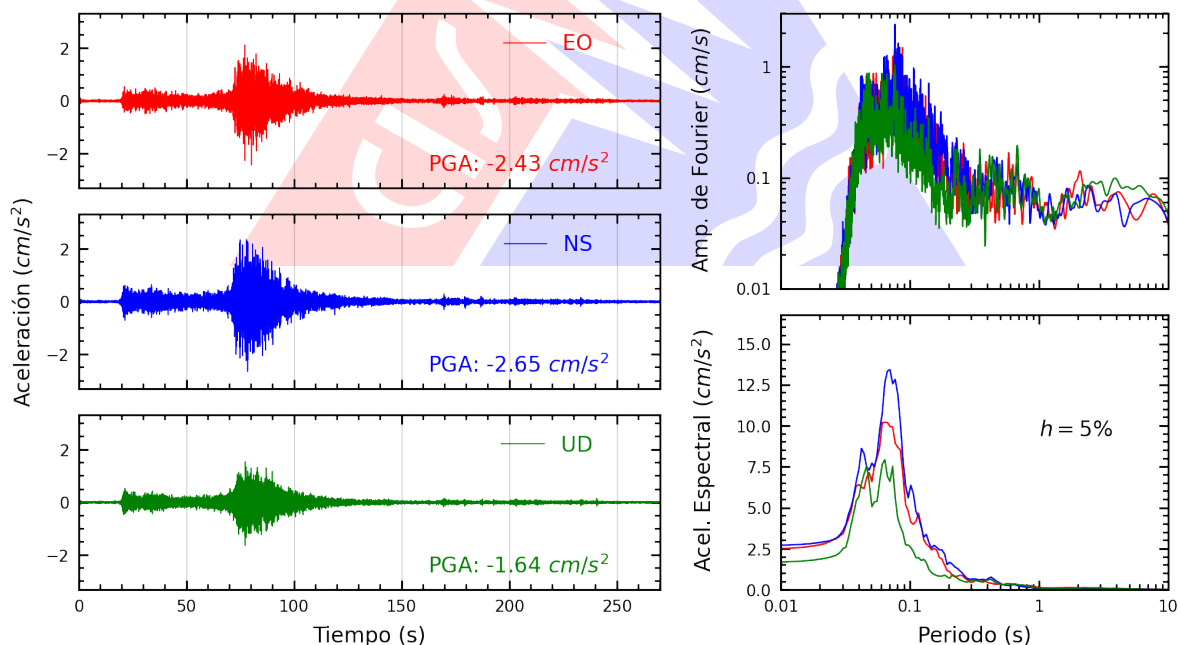 Aceleración (cm/s²)
2
0
−2
EO
PGA: -2.43 cm/s²
2
0
−2
NS
PGA: -2.65 cm/s²
2
0
−2
UD
PGA: -1.64 cm/s²
0 50 100 150 200 250
Tiempo (s)
Amp. de Fourier (cm/s)
1
0.1
0.01
Acel. Espectral (cm/s²)
15.0
12.5
10.0
7.5
5.0
2.5
0.0
h = 5%
0.01 0.1 1 10
Periodo (s)